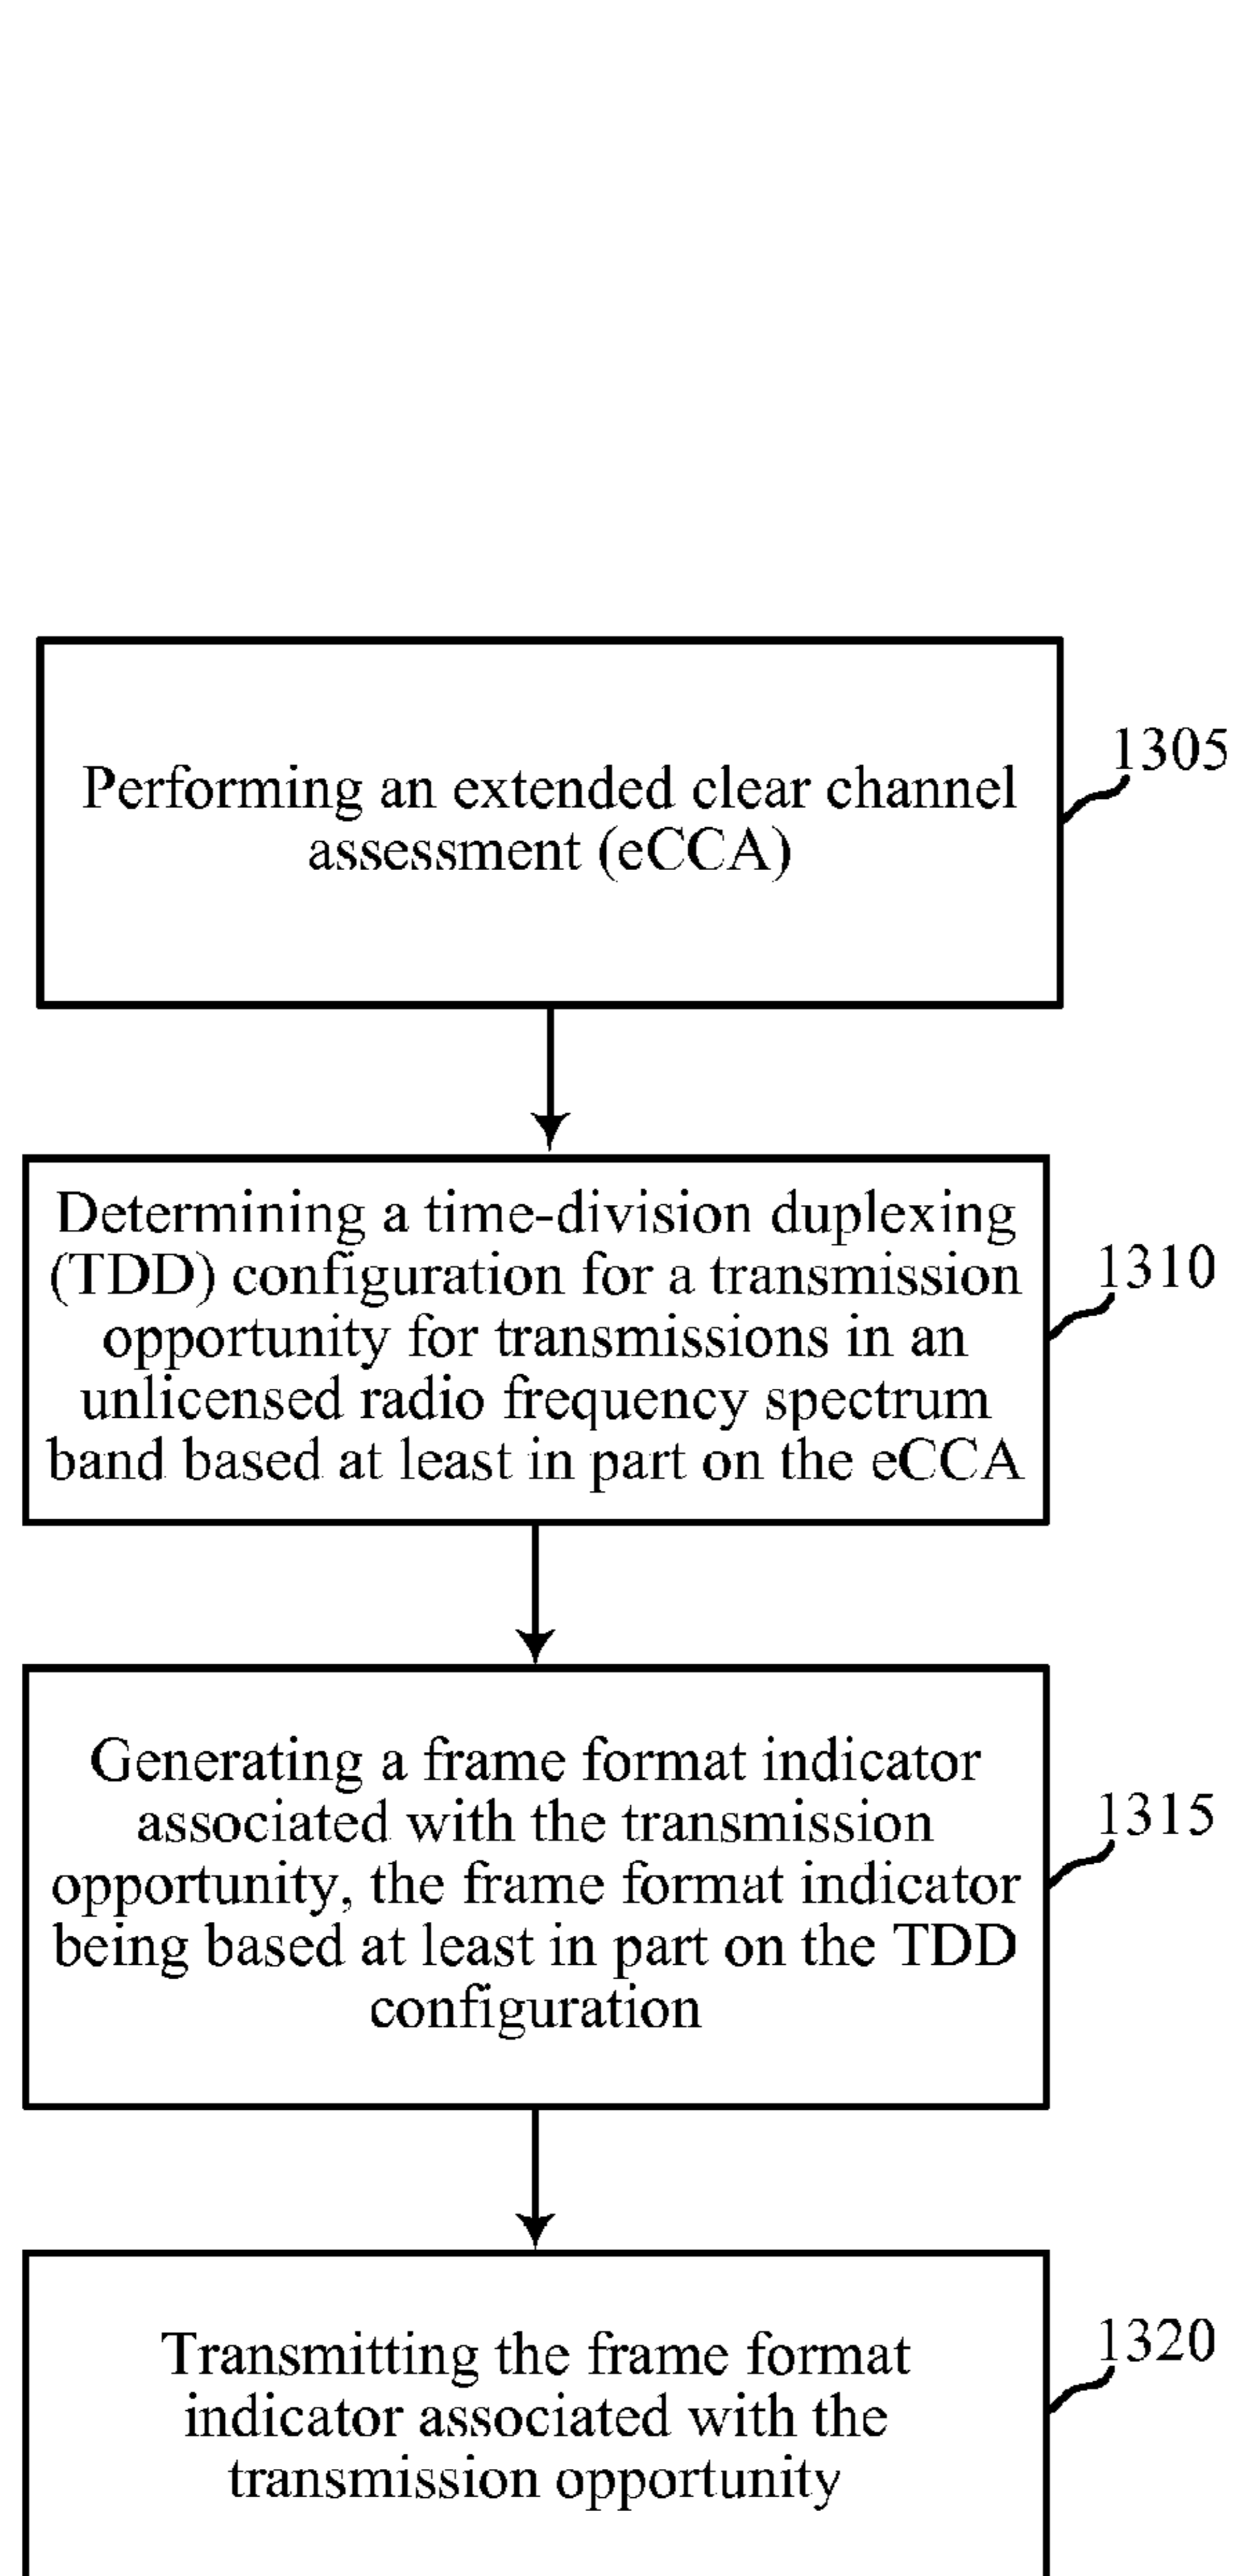 Performing an extended clear channel
assessment (eCCA)
1305
Determining a time-division duplexing
(TDD) configuration for a transmission
opportunity for transmissions in an
unlicensed radio frequency spectrum
band based at least in part on the eCCA
1310
Generating a frame format indicator
associated with the transmission
opportunity, the frame format indicator
being based at least in part on the TDD
configuration
1315
Transmitting the frame format
indicator associated with the
transmission opportunity
1320